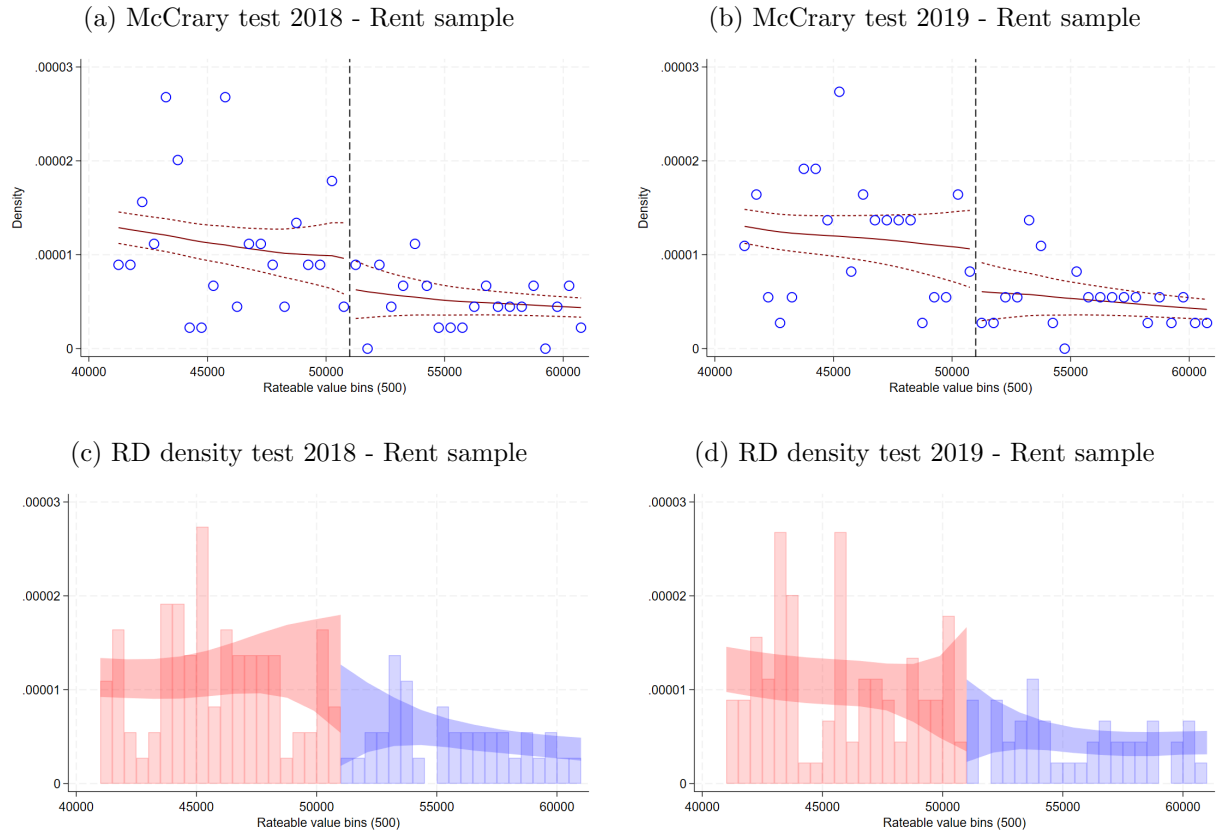 (a) McCrary test 2018 - Rent sample
.00003
.00002
.00001
0
Density
40000 45000 50000 55000 60000
Rateable value bins (500)
(b) McCrary test 2019 - Rent sample
.00003
.00002
.00001
0
Density
40000 45000 50000 55000 60000
Rateable value bins (500)
(c) RD density test 2018 - Rent sample
.00003
.00002
.00001
0
40000 45000 50000 55000 60000
Rateable value bins (500)
(d) RD density test 2019 - Rent sample
.00003
.00002
.00001
0
40000 45000 50000 55000 60000
Rateable value bins (500)